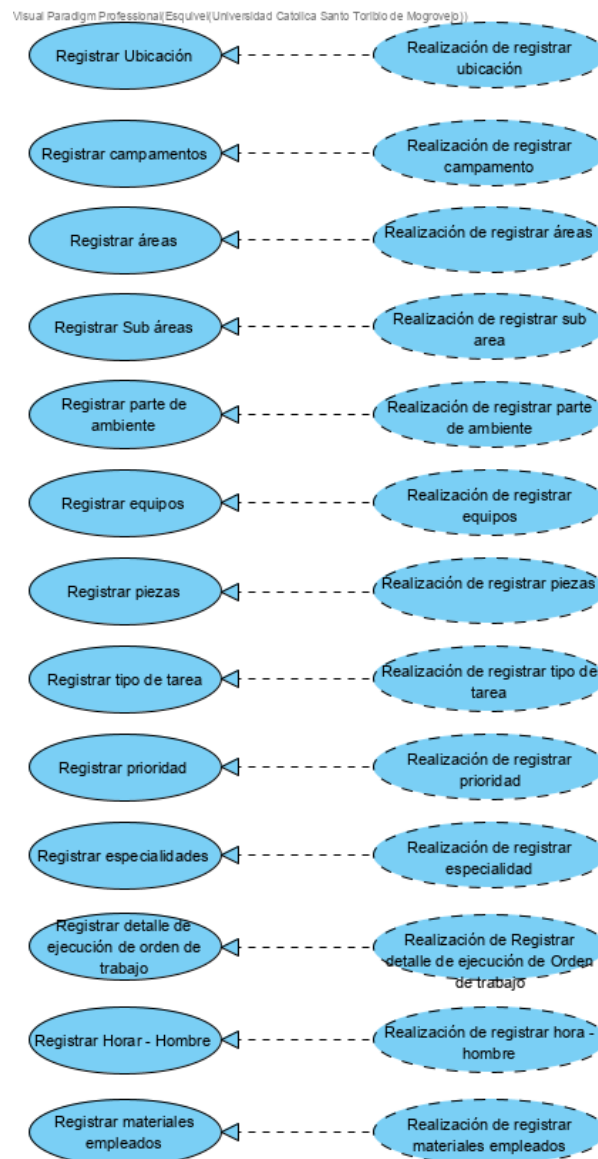 Visual Paradigm Professional(Esquivel(Universidad Catolica Santo Toribio de Mogrovejo))
Registrar Ubicación
Realización de registrar
ubicación
Registrar campamentos
Realización de registrar
campamento
Registrar áreas
Realización de registrar áreas
Registrar Sub áreas
Realización de registrar sub
area
Registrar parte de
ambiente
Realización de registrar parte
de ambiente
Registrar equipos
Realización de registrar
equipos
Registrar piezas
Realización de registrar piezas
Registrar tipo de tarea
Realización de registrar tipo de
tarea
Registrar prioridad
Realización de registrar
prioridad
Registrar especialidades
Realización de registrar
especialidad
Registrar detalle de
ejecución de orden de
trabajo
Realización de Registrar
detalle de ejecución de Orden
de trabajo
Registrar Horar - Hombre
Realización de registrar hora -
hombre
Registrar materiales
empleados
Realización de registrar
materiales empleados